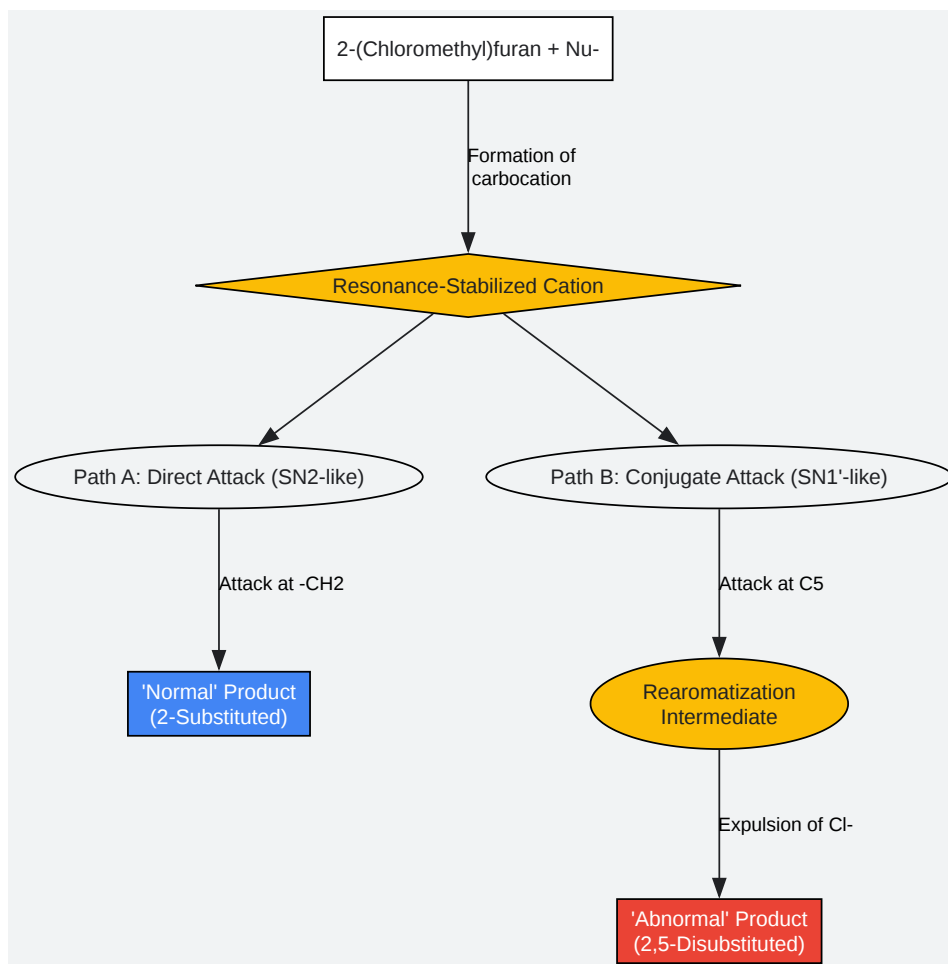 2-(Chloromethyl)furan + Nu-
Formation of
carbocation
Resonance-Stabilized Cation
Path A: Direct Attack (SN2-like)
Path B: Conjugate Attack (SN1'-like)
Attack at -CH2
Attack at C5
'Normal' Product
(2-Substituted)
Rearomatization
Intermediate
Expulsion of Cl-
'Abnormal' Product
(2,5-Disubstituted)